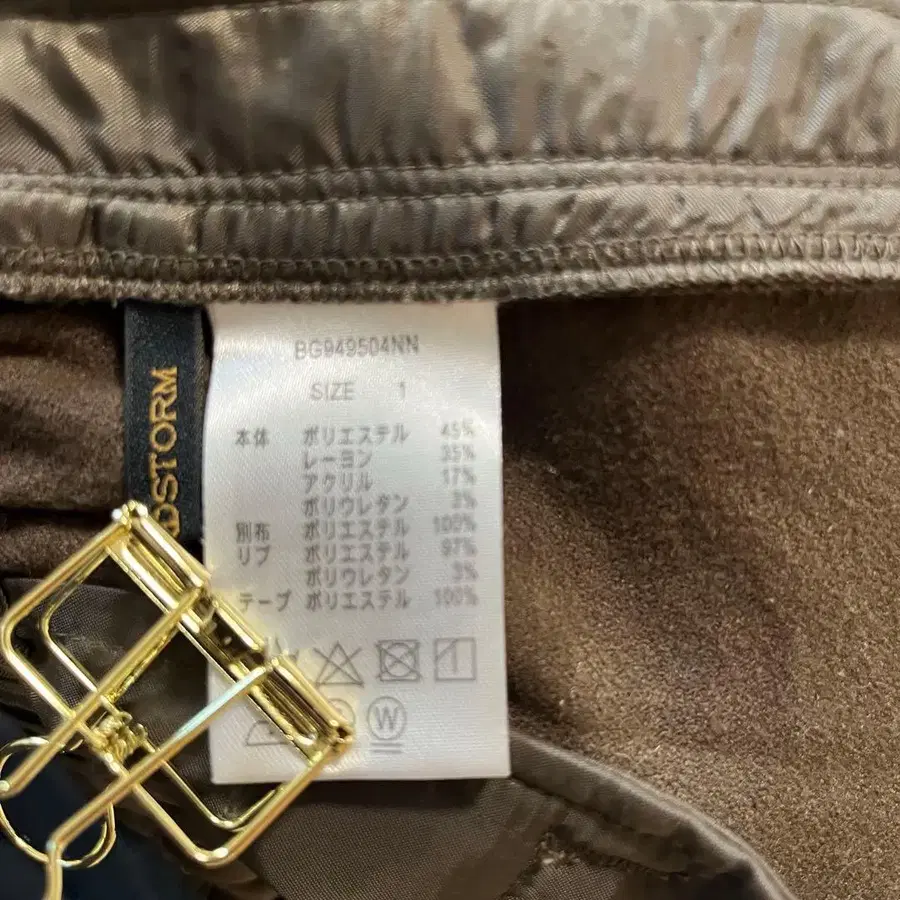 DSTORM
BG949504NN
SIZE 1
本体 ポリエステル 45%
レーヨン 35%
アクリル 17%
ポリウレタン 3%
別布 ポリエステル 100%
リブ ポリエステル 97%
ポリウレタン 3%
テープ ポリエステル 100%
W